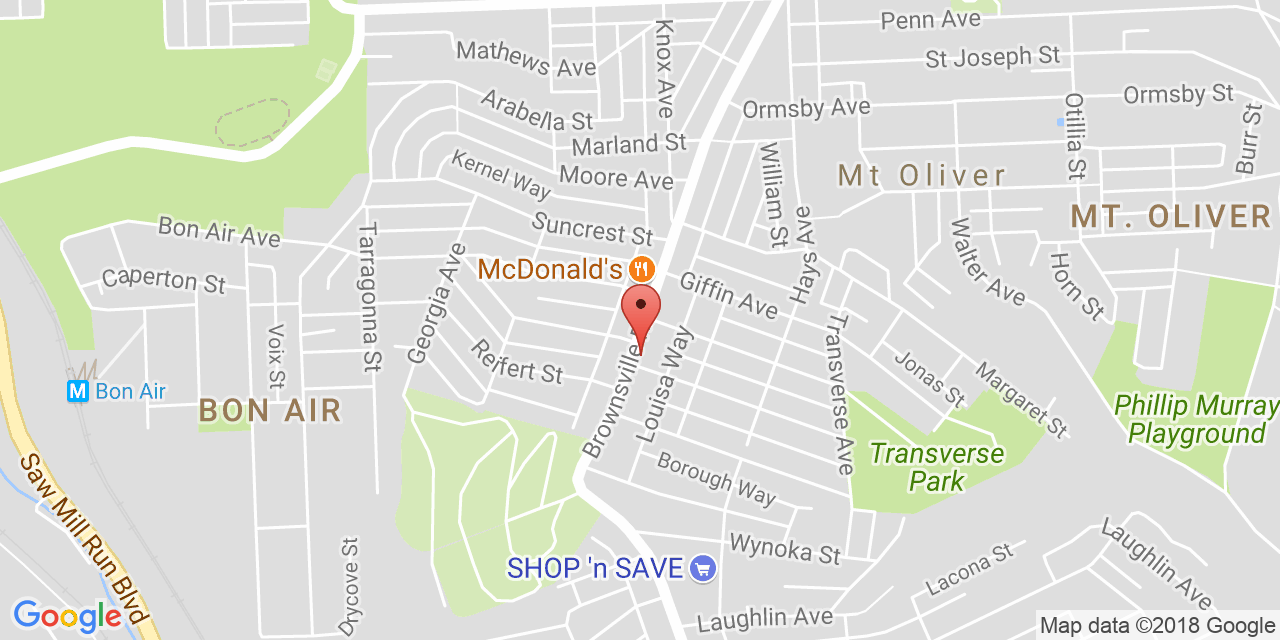 Penn Ave
Knox Ave
Mathews Ave
St Joseph St
Arabella St
Ormsby Ave
Ormsby St
Otillia St
Burr St
Marland St
Kernel Way
Moore Ave
William St
Mt Oliver
MT. OLIVER
Suncrest St
Bon Air Ave
Tarragonna St
Hays Ave
Walter Ave
Caperton St
Georgia Ave
McDonald's
Giffin Ave
Horn St
Voix St
Reifert St
Brownsville
Louisa Way
Transverse Ave
Jonas St
Margaret St
M Bon Air
BON AIR
Phillip Murray
Playground
Transverse
Park
Saw Mill Run Blvd
Borough Way
Wynoka St
Drycove St
SHOP 'n SAVE
Lacona St
Laughlin Ave
Laughlin Ave
Google
Map data ©2018 Google